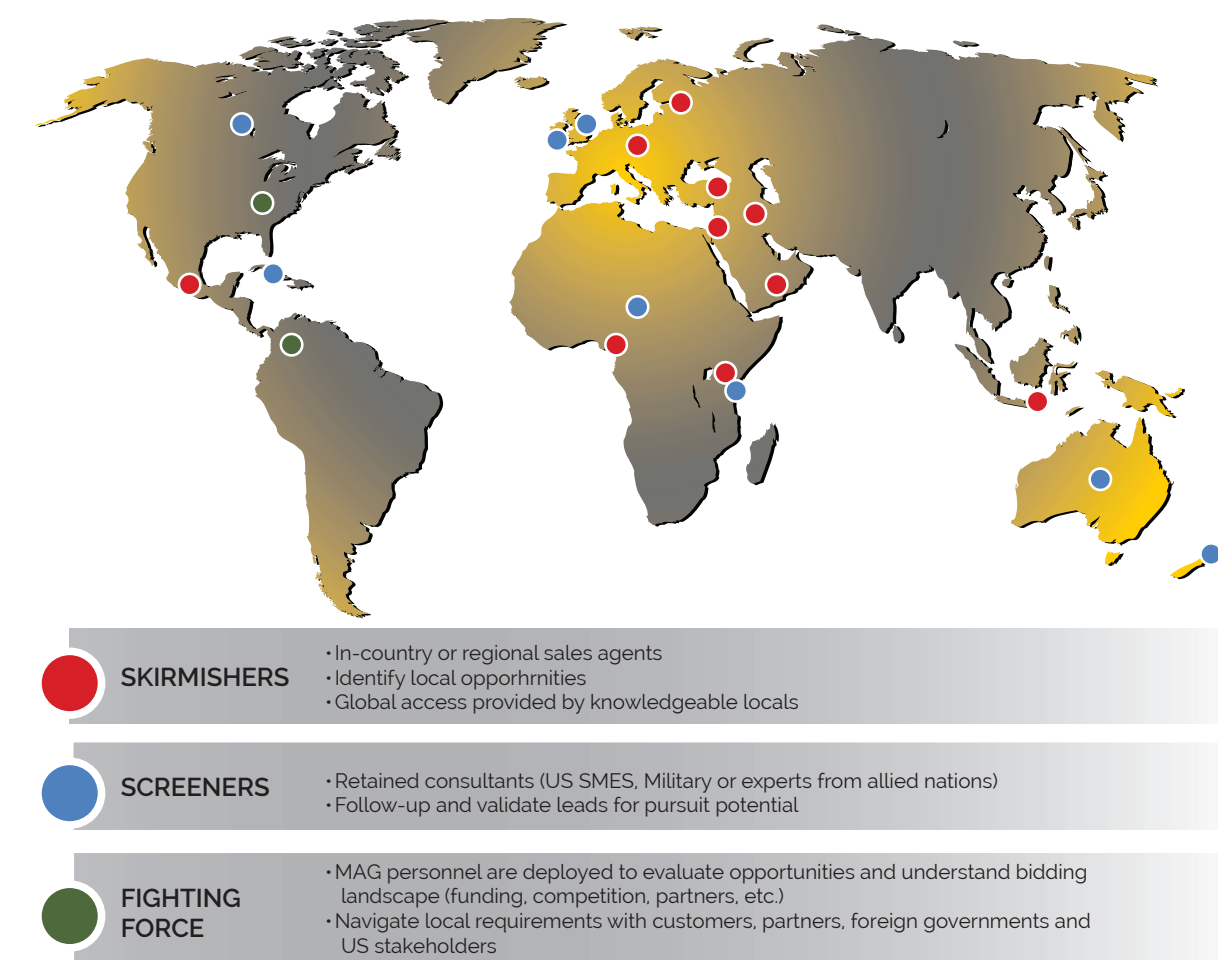 SKIRMISHERS
• In-country or regional sales agents
• Identify local opporhrnities
• Global access provided by knowledgeable locals
SCREENERS
• Retained consultants (US SMES, Military or experts from allied nations)
• Follow-up and validate leads for pursuit potential
FIGHTING
FORCE
• MAG personnel are deployed to evaluate opportunities and understand bidding
landscape (funding, competition, partners, etc.)
• Navigate local requirements with customers, partners, foreign governments and
US stakeholders